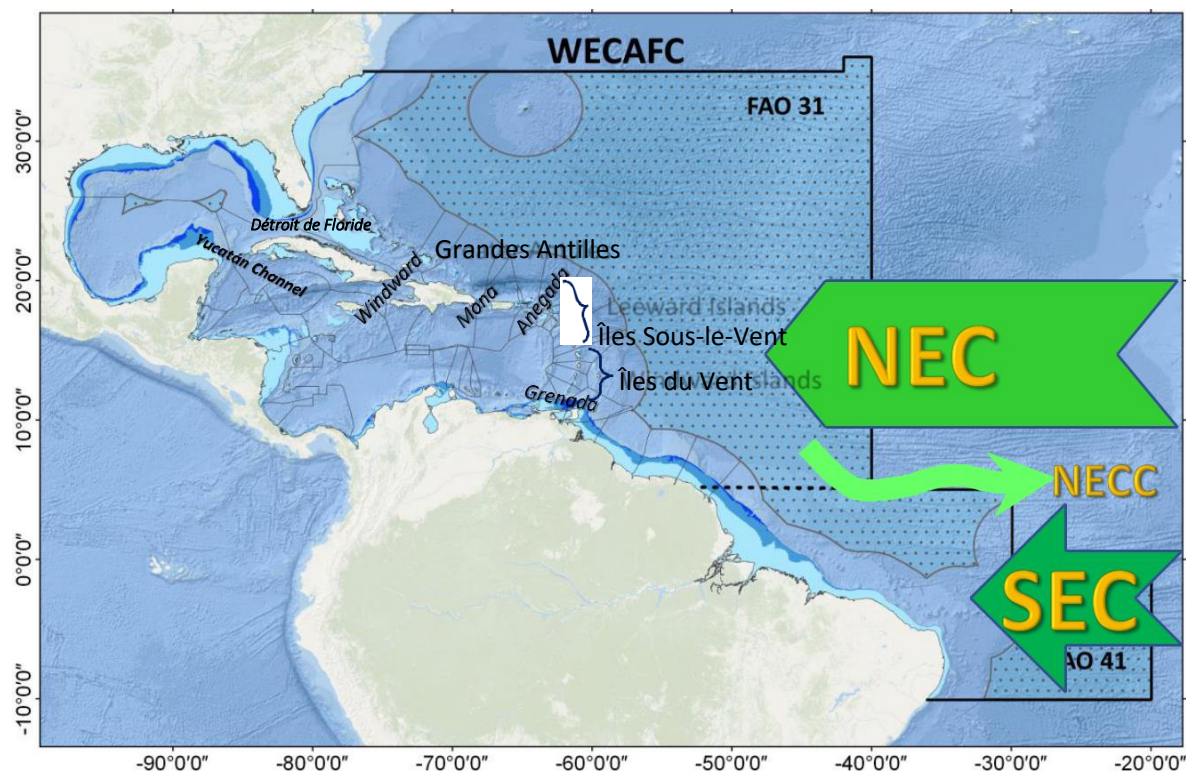 WECAFC
FAO 31
30°0'0"
Détroit de Floride
Yucatán Channel
Grandes Antilles
Windward
Mona
Anegada
20°0'0"
Leeward Islands
Îles Sous-le-Vent
NEC
Îles du Vent
Windward Islands
Grenada
10°0'0"
NECC
0°0'0"
SEC
AO 41
-10°0'0"
-90°0'0"
-80°0'0"
-70°0'0"
-60°0'0"
-50°0'0"
-40°0'0"
-30°0'0"
-20°0'0"